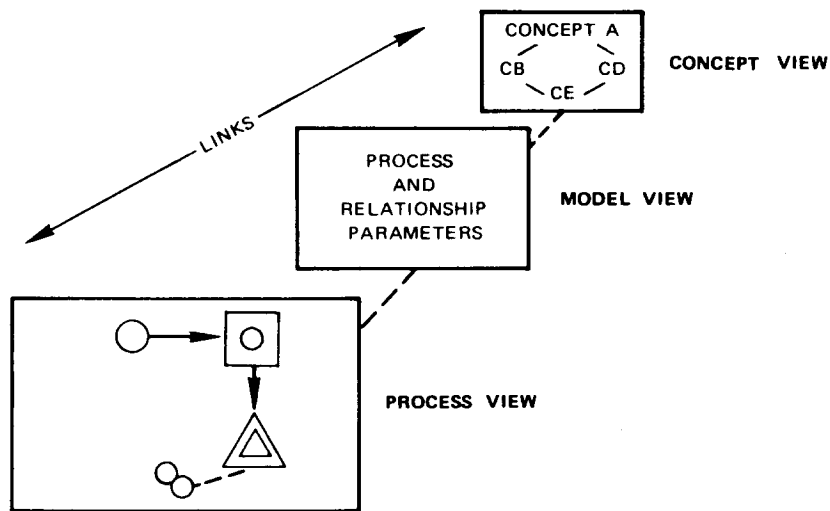 CONCEPT A
CB CD
CE
CONCEPT VIEW
LINKS
PROCESS
AND
RELATIONSHIP
PARAMETERS
MODEL VIEW
PROCESS VIEW